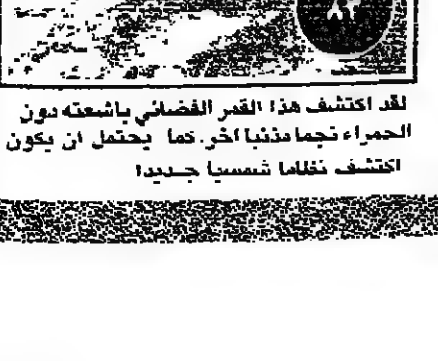 ٨٢
لقد اكتشف هذا القمر الفضائي باشعته دون
الحمراء نجما مذنبا اخر. كما يحتمل ان يكون
اكتشف نظاما شمسيا جديدا